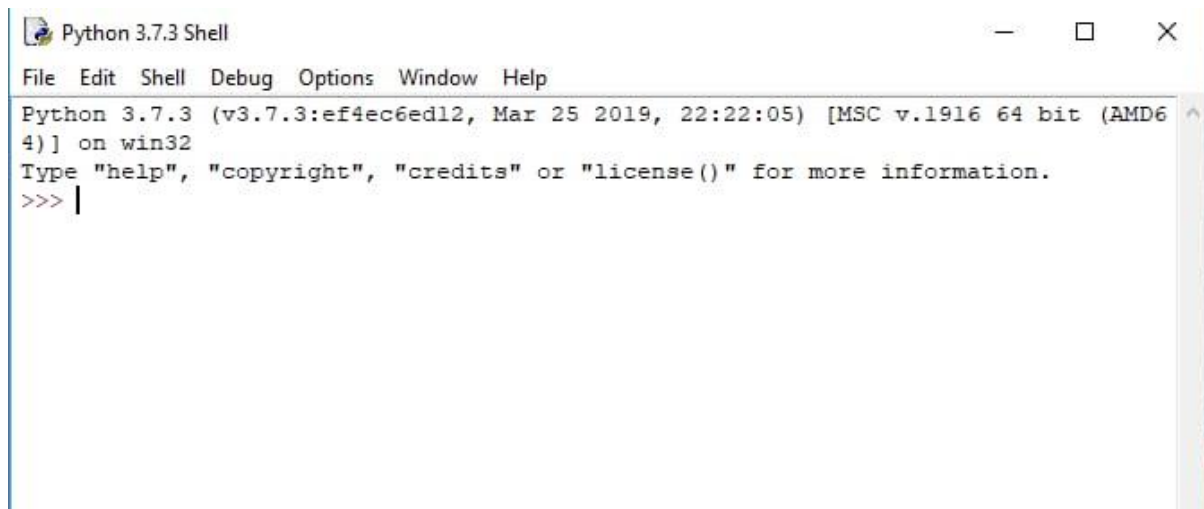 Python 3.7.3 Shell
File Edit Shell Debug Options Window Help
Python 3.7.3 (v3.7.3:ef4ec6ed12, Mar 25 2019, 22:22:05) [MSC v.1916 64 bit (AMD6
4)] on win32
Type "help", "copyright", "credits" or "license()" for more information.
>>>